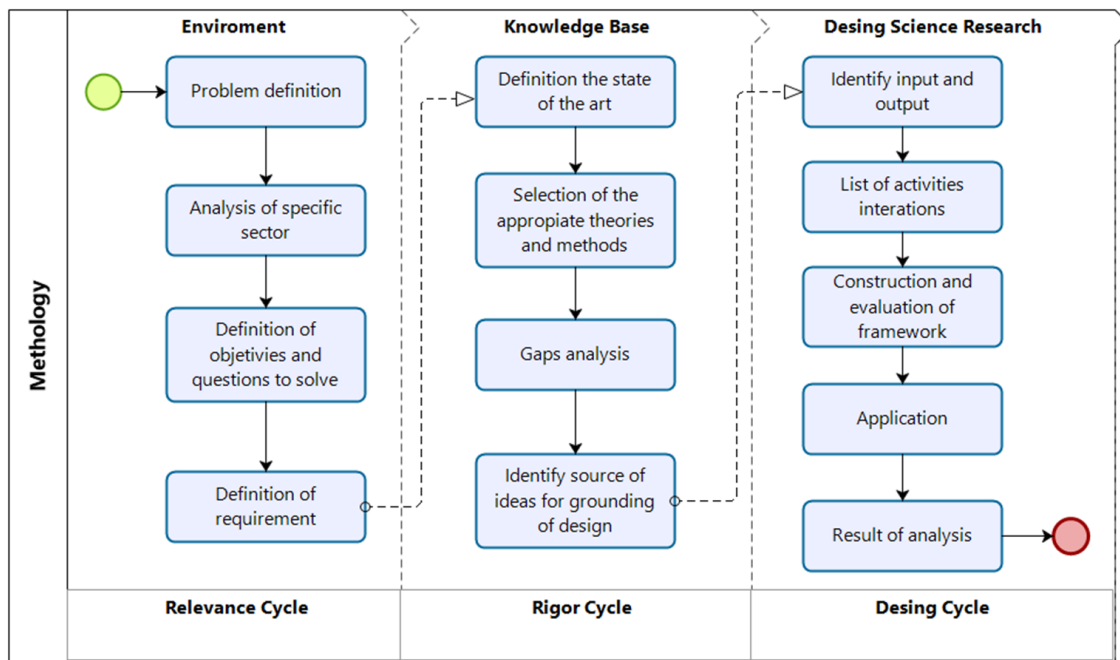 Methology
Enviroment
Problem definition
Analysis of specific
sector
Definition of
objetivies and
questions to solve
Definition of
requirement
Relevance Cycle
Knowledge Base
Definition the state
of the art
Selection of the
appropiate theories
and methods
Gaps analysis
Identify source of
ideas for grounding
of design
Rigor Cycle
Desing Science Research
Identify input and
output
List of activities
interations
Construction and
evaluation of
framework
Application
Result of analysis
Desing Cycle